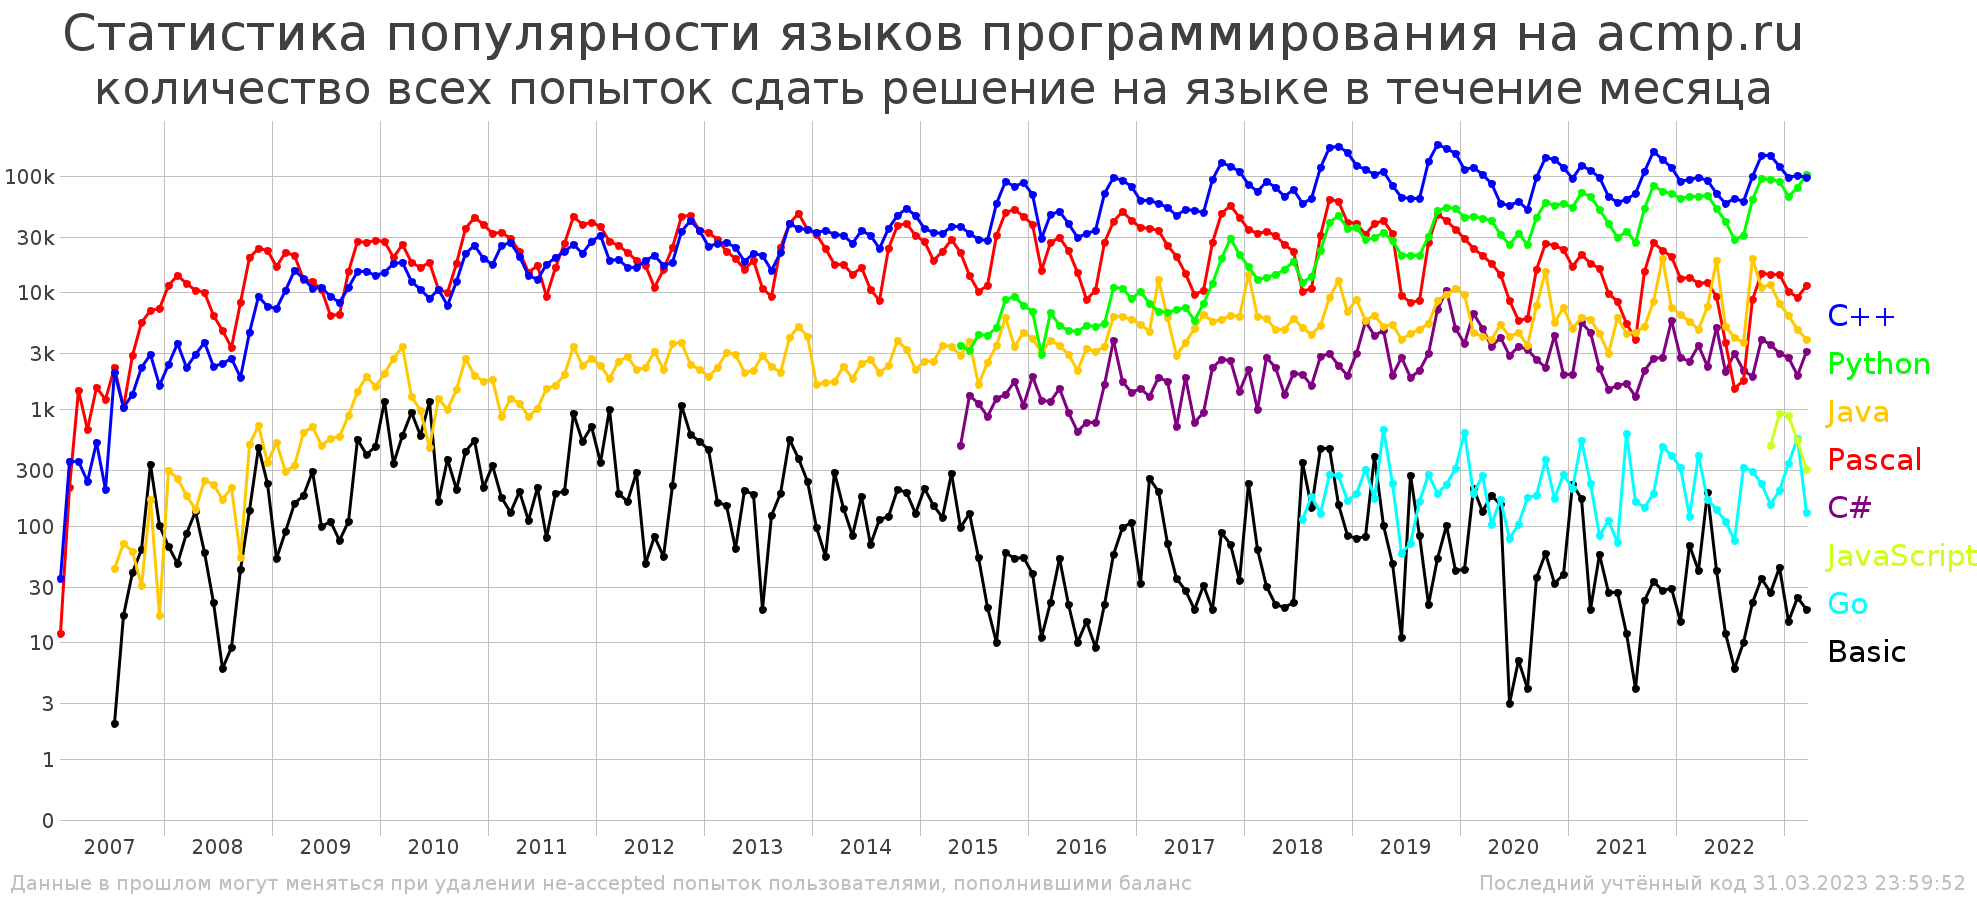 Статистика популярности языков программирования на acmp.ru
количество всех попыток сдать решение на языке в течение месяца
100k
30k
10k
3k
1k
300
100
30
10
3
1
0
C++
Python
Java
Pascal
C#
JavaScript
Go
Basic
2007 2008 2009 2010 2011 2012 2013 2014 2015 2016 2017 2018 2019 2020 2021 2022
Данные в прошлом могут меняться при удалении не-accepted попыток пользователями, пополнившими баланс
Последний учтённый код 31.03.2023 23:59:52